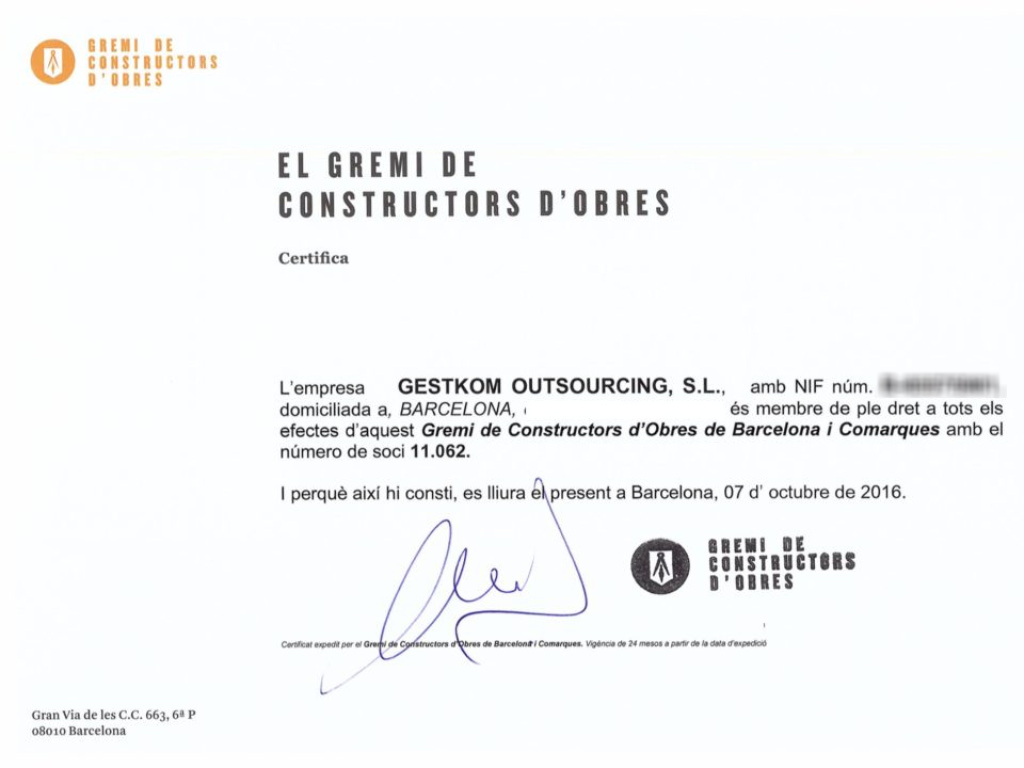 GREMI DE
CONSTRUCTORS
D'OBRES
EL GREMI DE
CONSTRUCTORS D'OBRES
Certifica
L'empresa GESTKOM OUTSOURCING, S.L., amb NIF núm.
domiciliada a, BARCELONA, és membre de ple dret a tots els
efectes d'aquest Gremi de Constructors d'Obres de Barcelona i Comarques amb el
número de soci 11.062.
I perquè així hi consti, es lliura el present a Barcelona, 07 d' octubre de 2016.
GREMI DE
CONSTRUCTORS
D'OBRES
Certificat expedit per el Gremi de Constructors d'Obres de Barcelona i Comarques. Vigència de 24 mesos a partir de la data d'expedició
Gran Via de les C.C. 663, 6ª P
08010 Barcelona